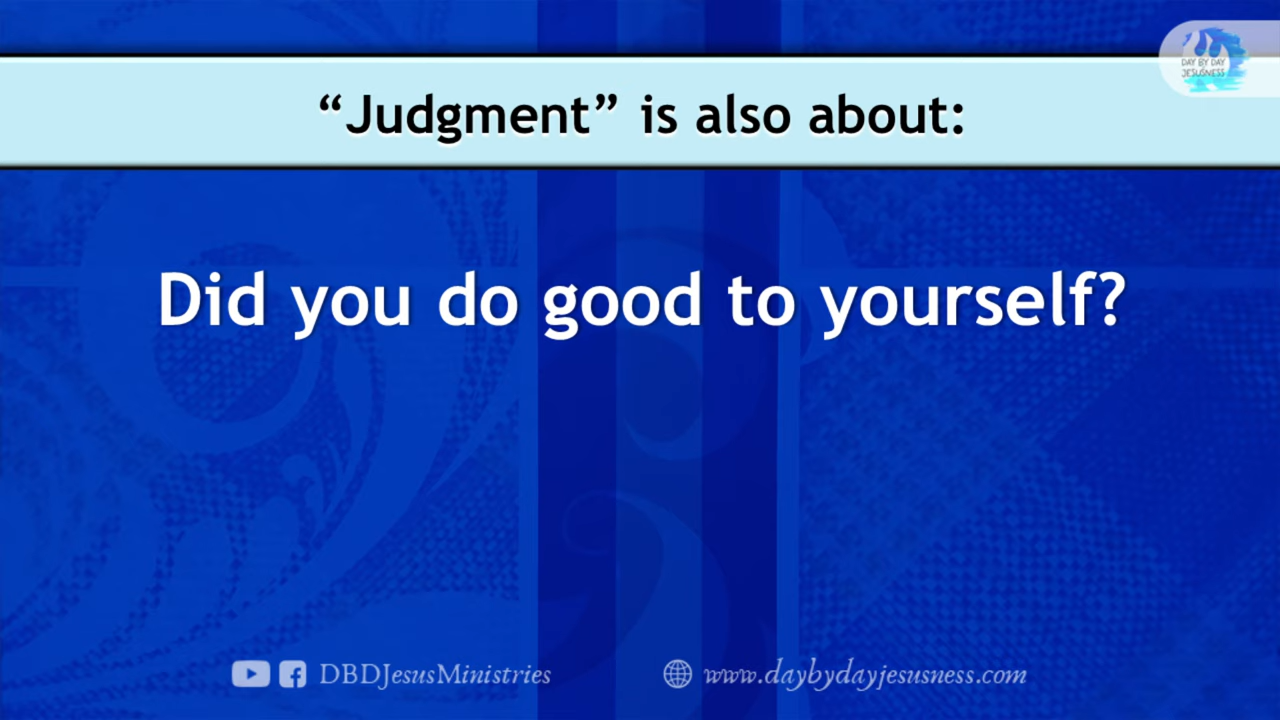 DAY BY DAY
JESUSNESS
“Judgment” is also about:
Did you do good to yourself?
DBDJesusMinistries
www.daybydayjesusness.com